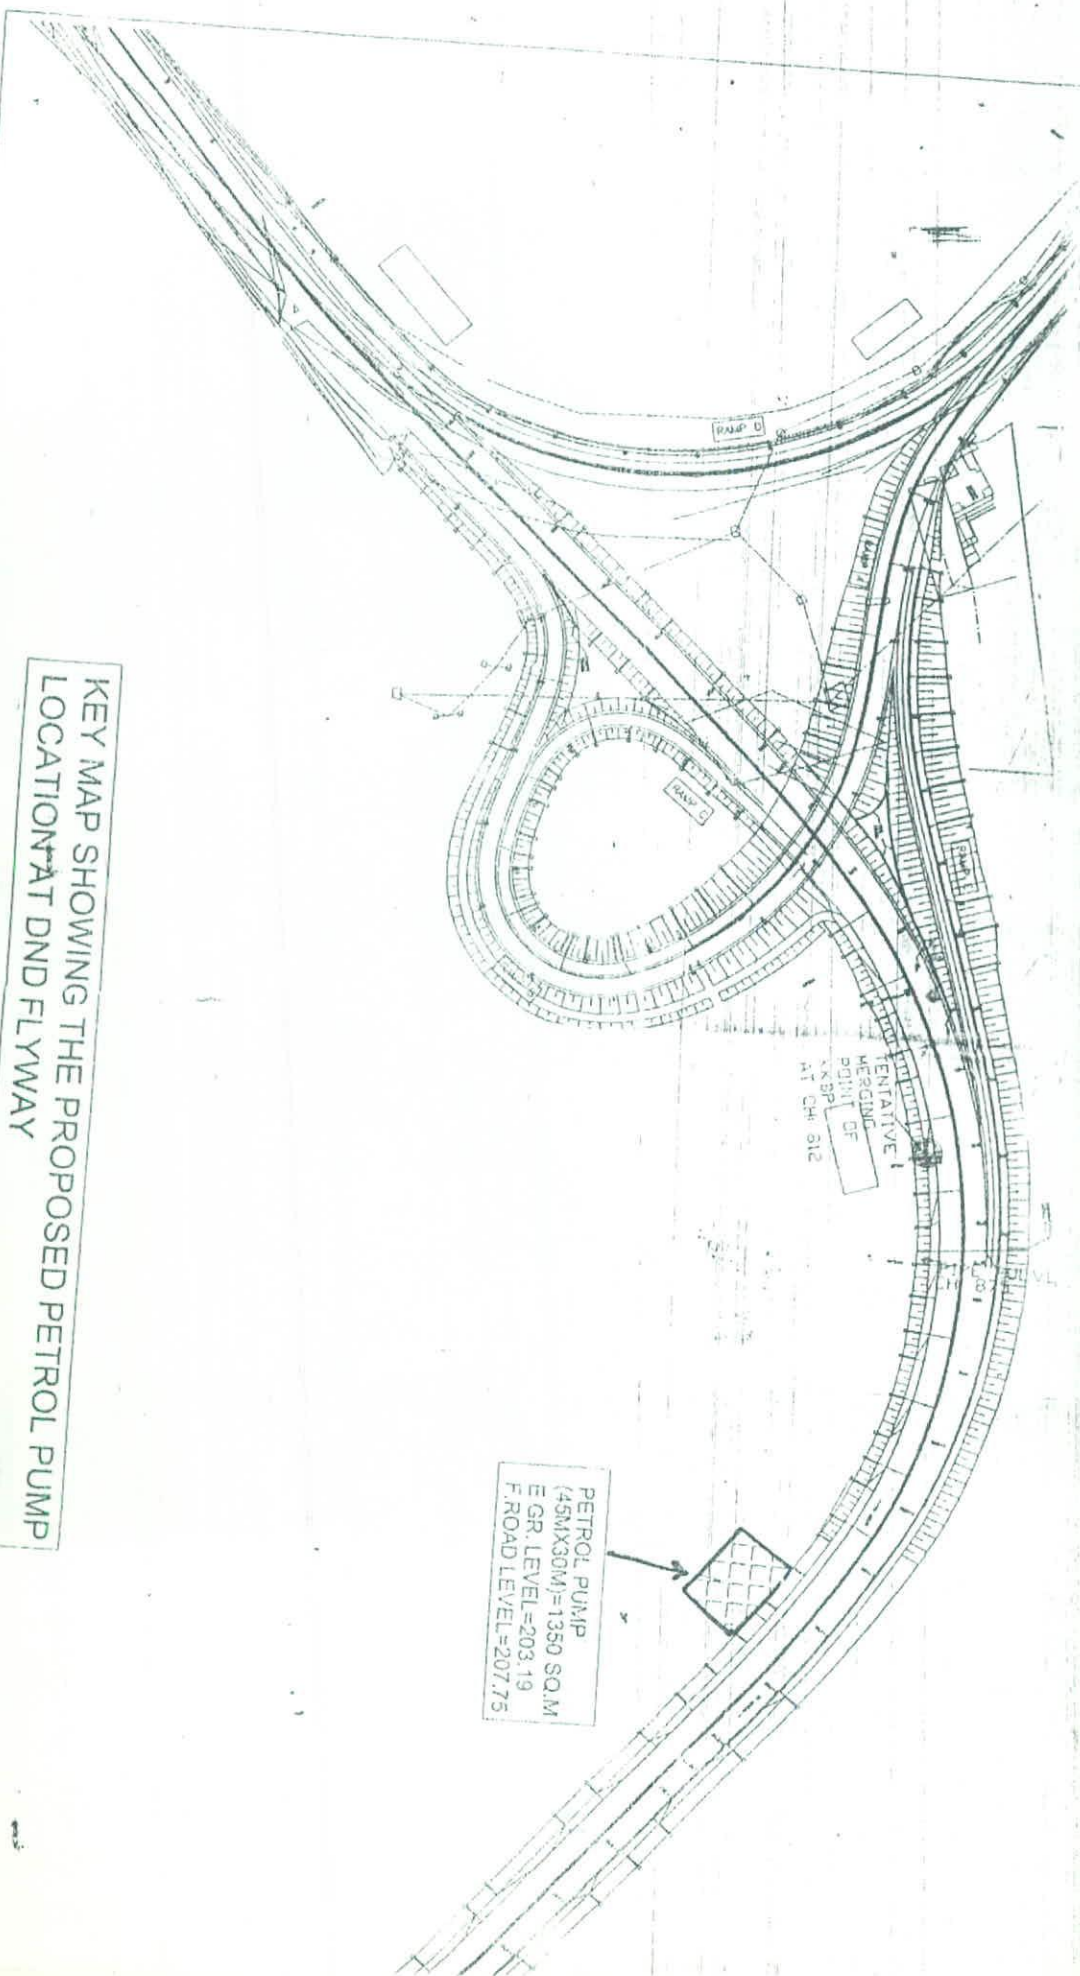 KEY MAP SHOWING THE PROPOSED PETROL PUMP
LOCATION AT DND FLYWAY
PETROL PUMP
(45MX30M)=1350 SQ.M
E GR. LEVEL=203.19
F.ROAD LEVEL=207.75
TENTATIVE
MERGING
POINT OF
AT CH: 812
RAMP D
RAMP C
RAMP